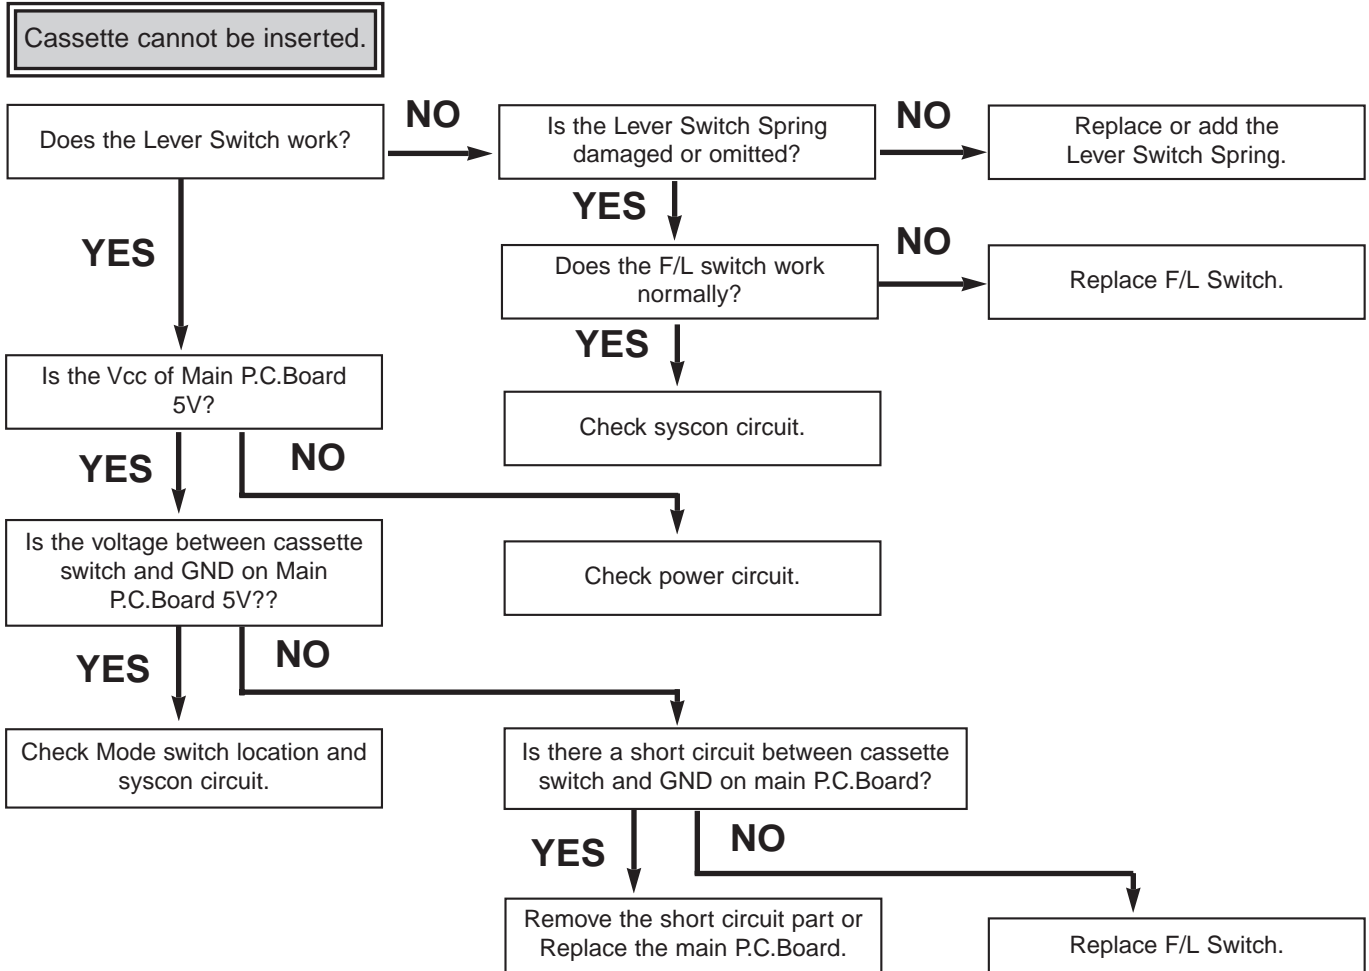 Cassette cannot be inserted.
Does the Lever Switch work?
NO
Is the Lever Switch Spring
damaged or omitted?
NO
Replace or add the
Lever Switch Spring.
YES
YES
Does the F/L switch work
normally?
NO
Replace F/L Switch.
YES
Is the Vcc of Main P.C.Board
5V?
Check syscon circuit.
YES
NO
Is the voltage between cassette
switch and GND on Main
P.C.Board 5V??
Check power circuit.
YES
NO
Check Mode switch location and
syscon circuit.
Is there a short circuit between cassette
switch and GND on main P.C.Board?
YES
NO
Remove the short circuit part or
Replace the main P.C.Board.
Replace F/L Switch.